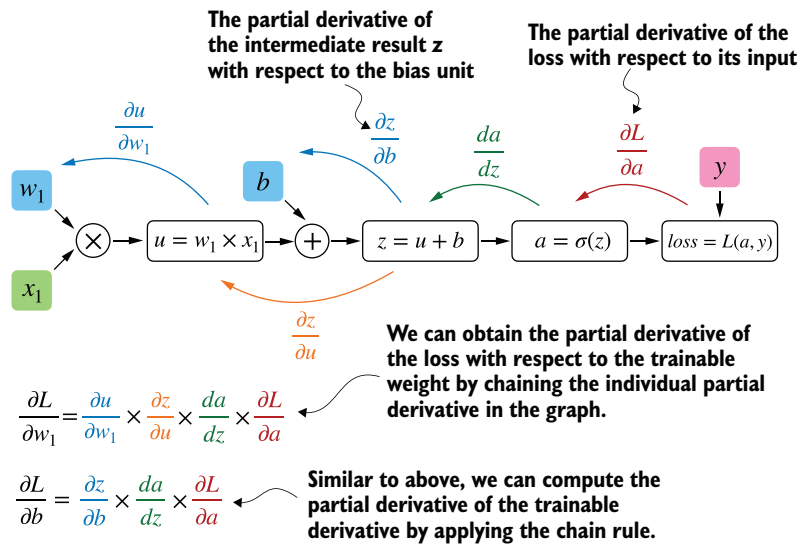 The partial derivative of
the intermediate result z
with respect to the bias unit
The partial derivative of the
loss with respect to its input
∂u/∂w₁
∂z/∂b
da/dz
∂L/∂a
w₁
b
y
×
u = w₁ × x₁
+
z = u + b
a = σ(z)
loss = L(a, y)
x₁
∂z/∂u
We can obtain the partial derivative of
the loss with respect to the trainable
weight by chaining the individual partial
derivative in the graph.
∂L/∂w₁ = ∂u/∂w₁ × ∂z/∂u × da/dz × ∂L/∂a
Similar to above, we can compute the
partial derivative of the trainable
derivative by applying the chain rule.
∂L/∂b = ∂z/∂b × da/dz × ∂L/∂a